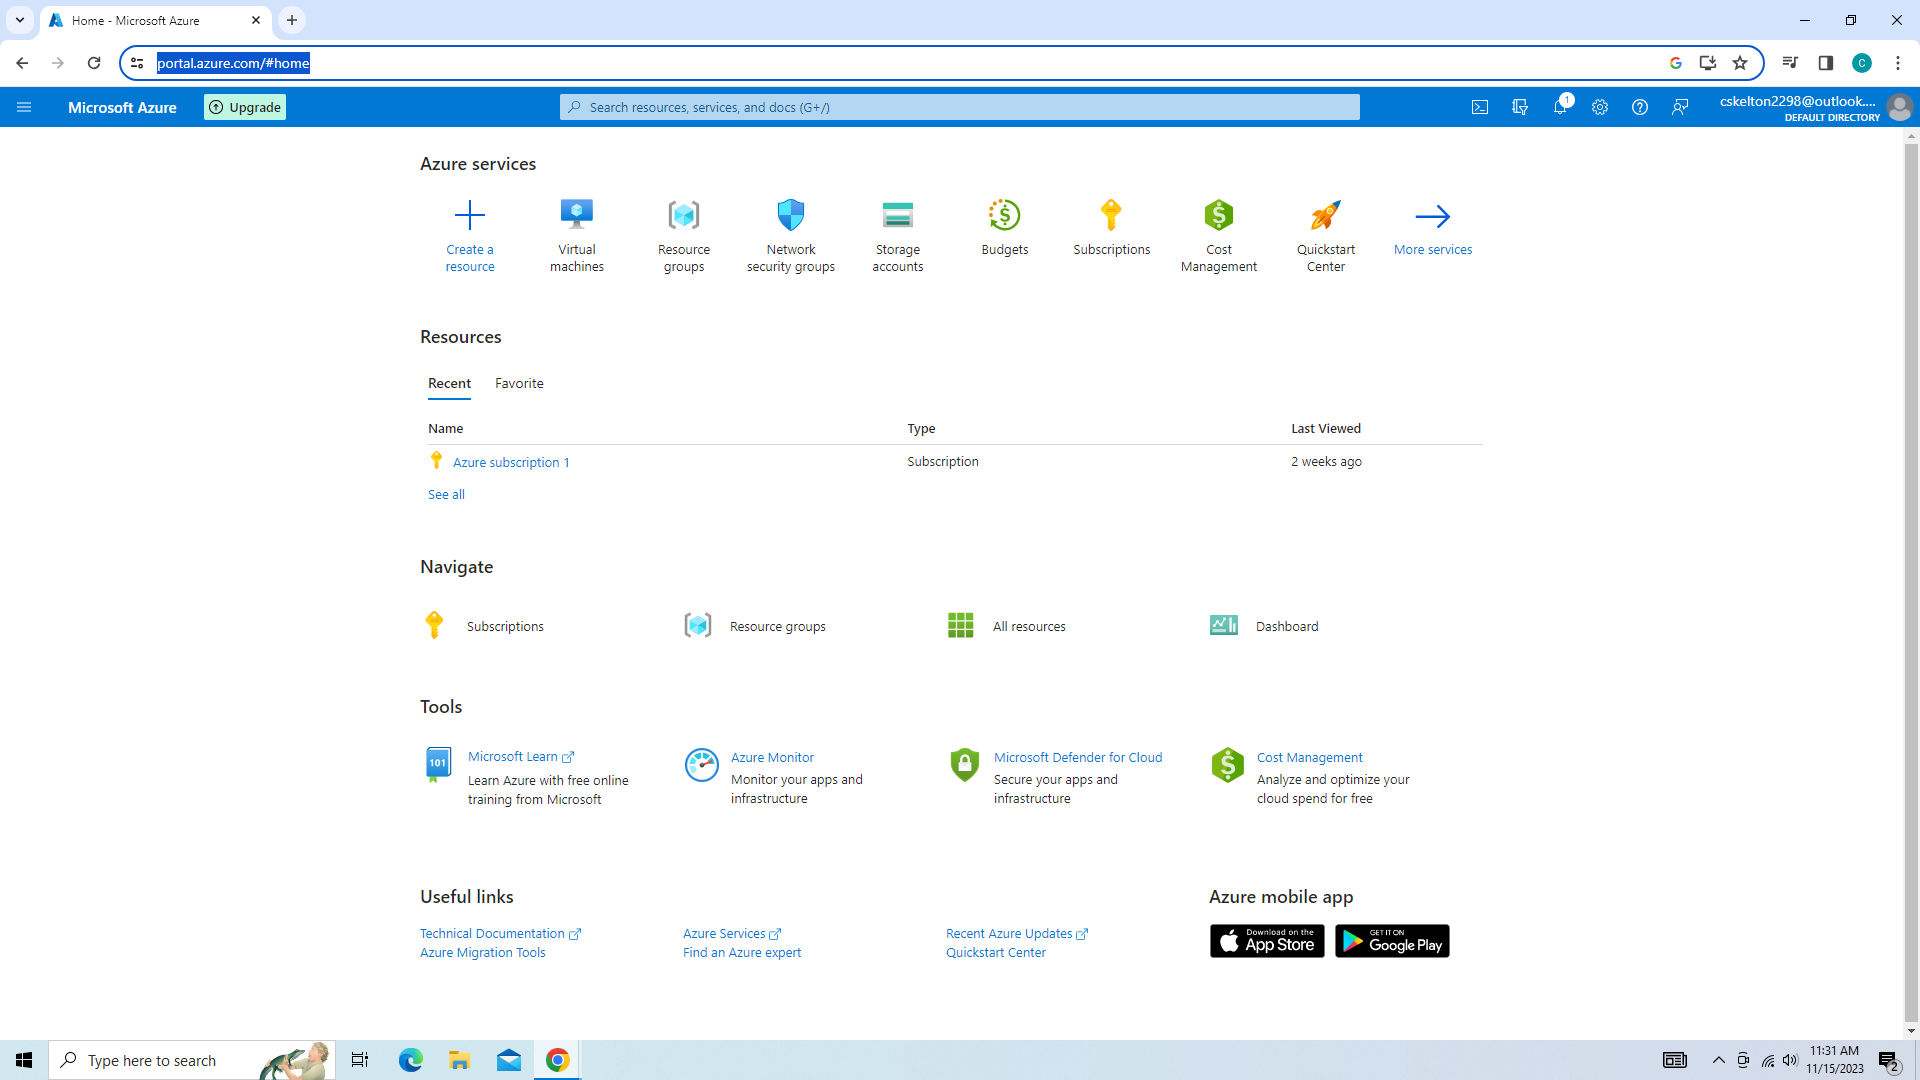 Home - Microsoft Azure
portal.azure.com/#home
C
Microsoft Azure
Upgrade
Search resources, services, and docs (G+/)
1
cskelton2298@outlook....
DEFAULT DIRECTORY
Azure services
Create a
resource
Virtual
machines
Resource
groups
Network
security groups
Storage
accounts
Budgets
Subscriptions
Cost
Management
Quickstart
Center
More services
Resources
Recent
Favorite
Name
Type
Last Viewed
Azure subscription 1
Subscription
2 weeks ago
See all
Navigate
Subscriptions
Resource groups
All resources
Dashboard
Tools
101
Microsoft Learn
Learn Azure with free online
training from Microsoft
Azure Monitor
Monitor your apps and
infrastructure
Microsoft Defender for Cloud
Secure your apps and
infrastructure
Cost Management
Analyze and optimize your
cloud spend for free
Useful links
Technical Documentation
Azure Migration Tools
Azure Services
Find an Azure expert
Recent Azure Updates
Quickstart Center
Azure mobile app
Download on the
App Store
GET IT ON
Google Play
Type here to search
11:31 AM
11/15/2023
2